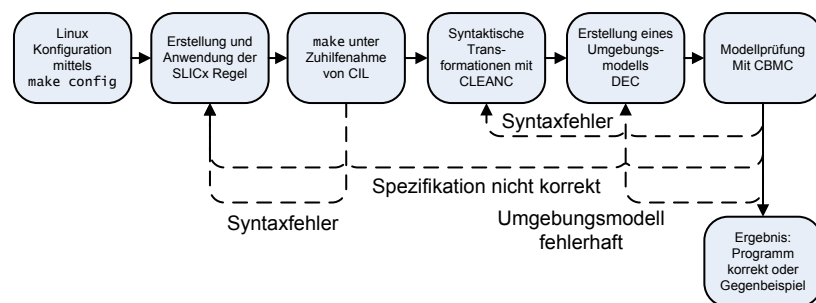 Linux
Konfiguration
mittels
make config
Erstellung und
Anwendung der
SLICx Regel
make unter
Zuhilfenahme
von CIL
Syntaktische
Trans-
formationen mit
CLEANC
Erstellung eines
Umgebungs-
modells
DEC
Modellprüfung
Mit CBMC
Syntaxfehler
Spezifikation nicht korrekt
Syntaxfehler
Umgebungsmodell
fehlerhaft
Ergebnis:
Programm
korrekt oder
Gegenbeispiel